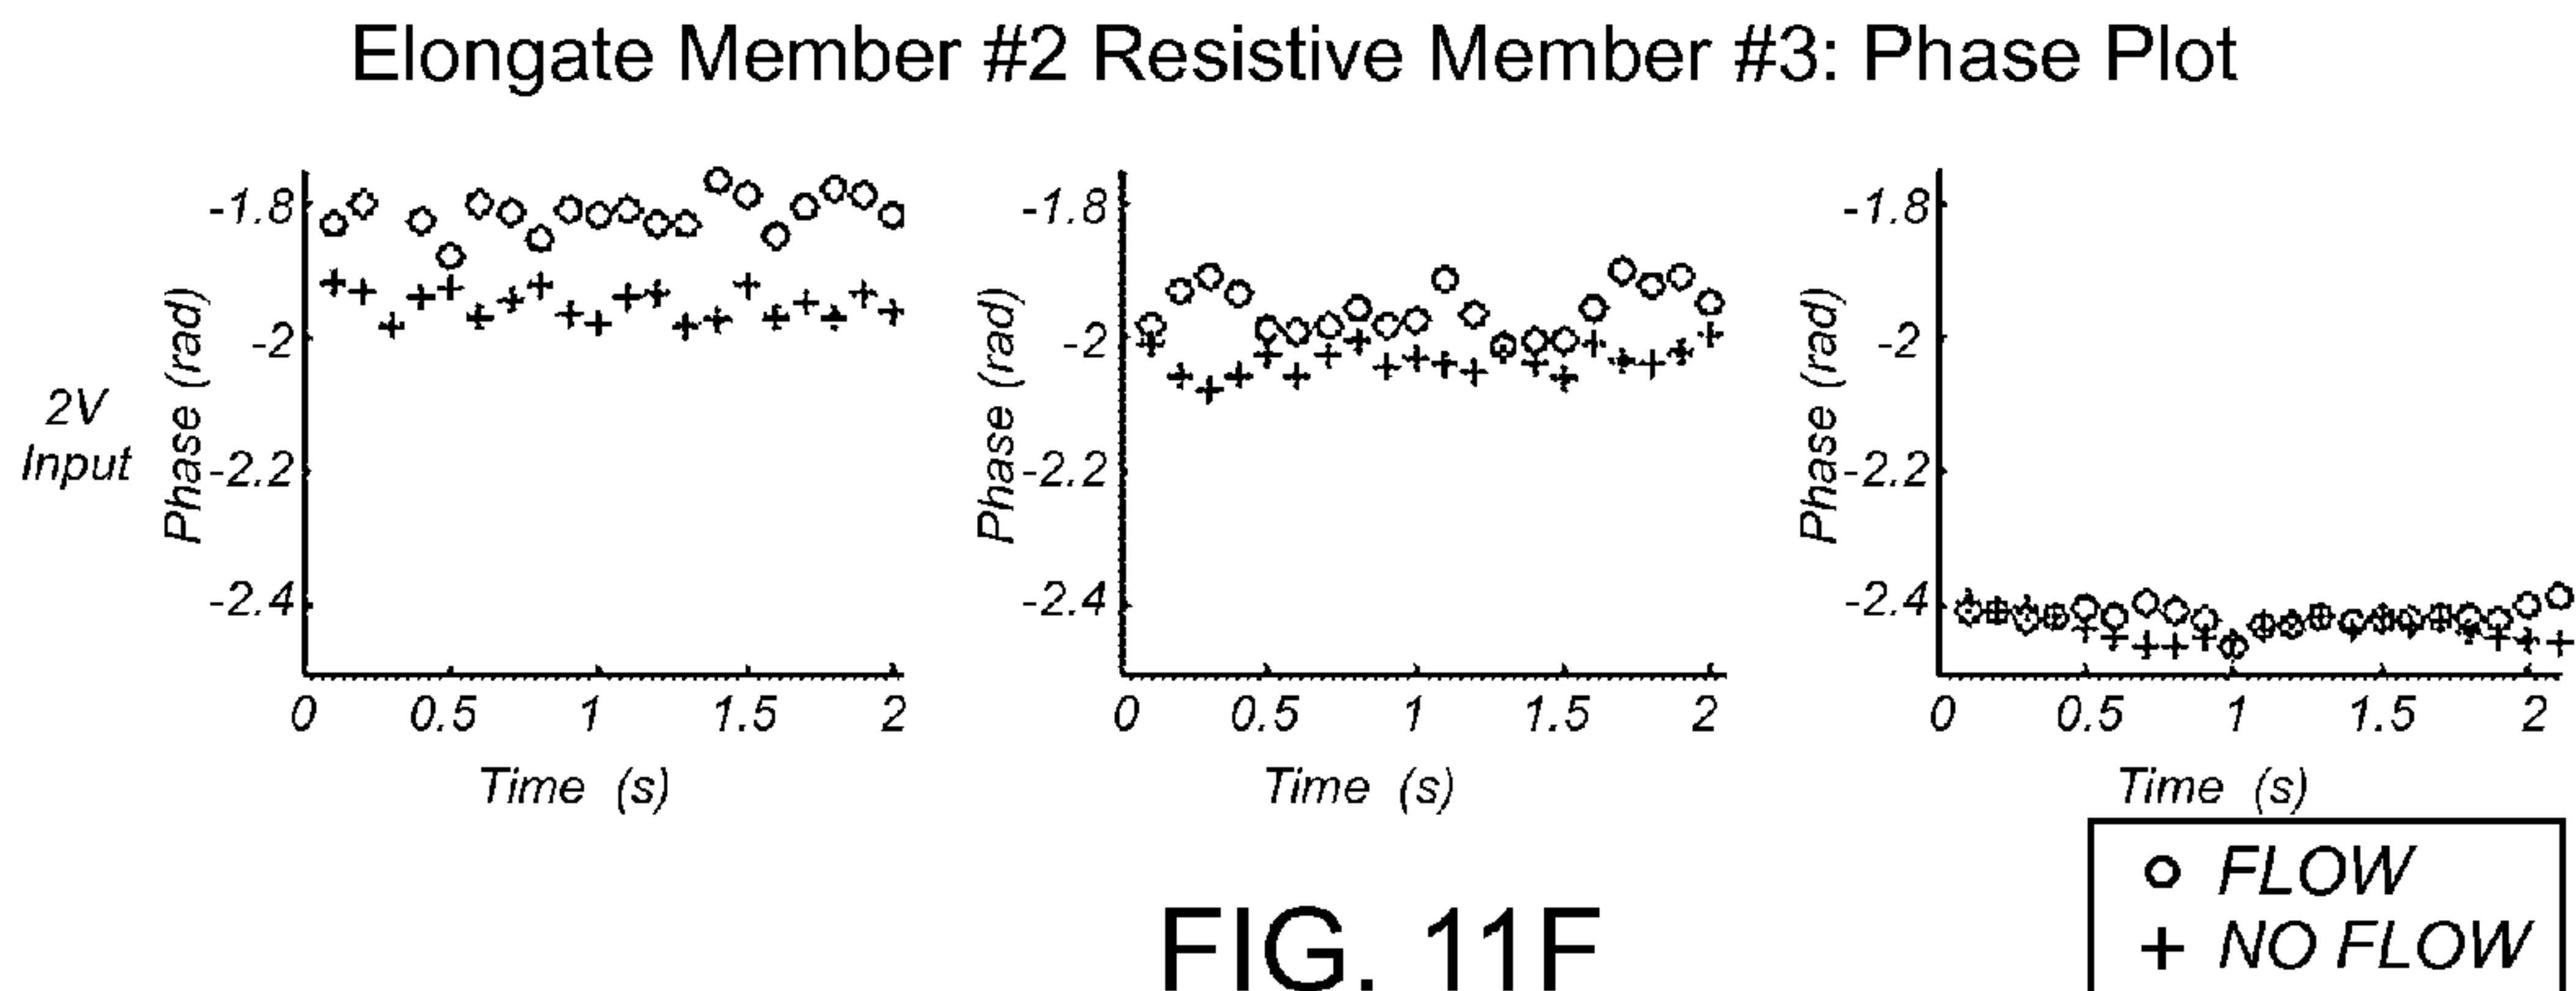 Elongate Member #2 Resistive Member #3: Phase Plot
2V
Input
Phase (rad)
-1.8
-2
-2.2
-2.4
0 0.5 1 1.5 2
Time (s)
Phase (rad)
-1.8
-2
-2.2
-2.4
0 0.5 1 1.5 2
Time (s)
Phase (rad)
-1.8
-2
-2.2
-2.4
0 0.5 1 1.5 2
Time (s)
FLOW
NO FLOW
FIG. 11F